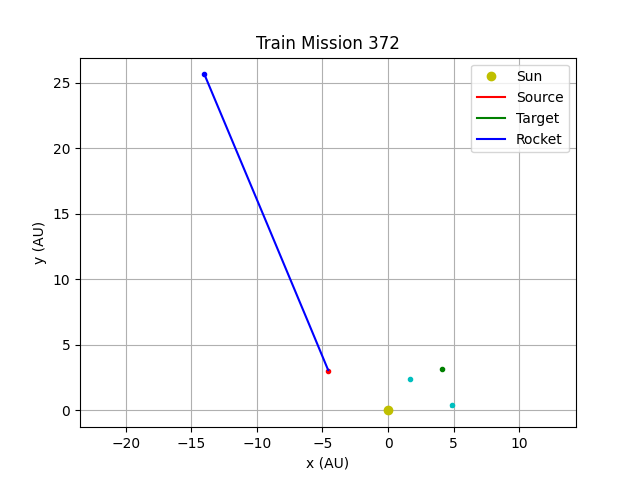 Train Mission 372
Sun
Source
Target
Rocket
25
20
15
10
5
0
y (AU)
−20 −15 −10 −5 0 5 10
x (AU)